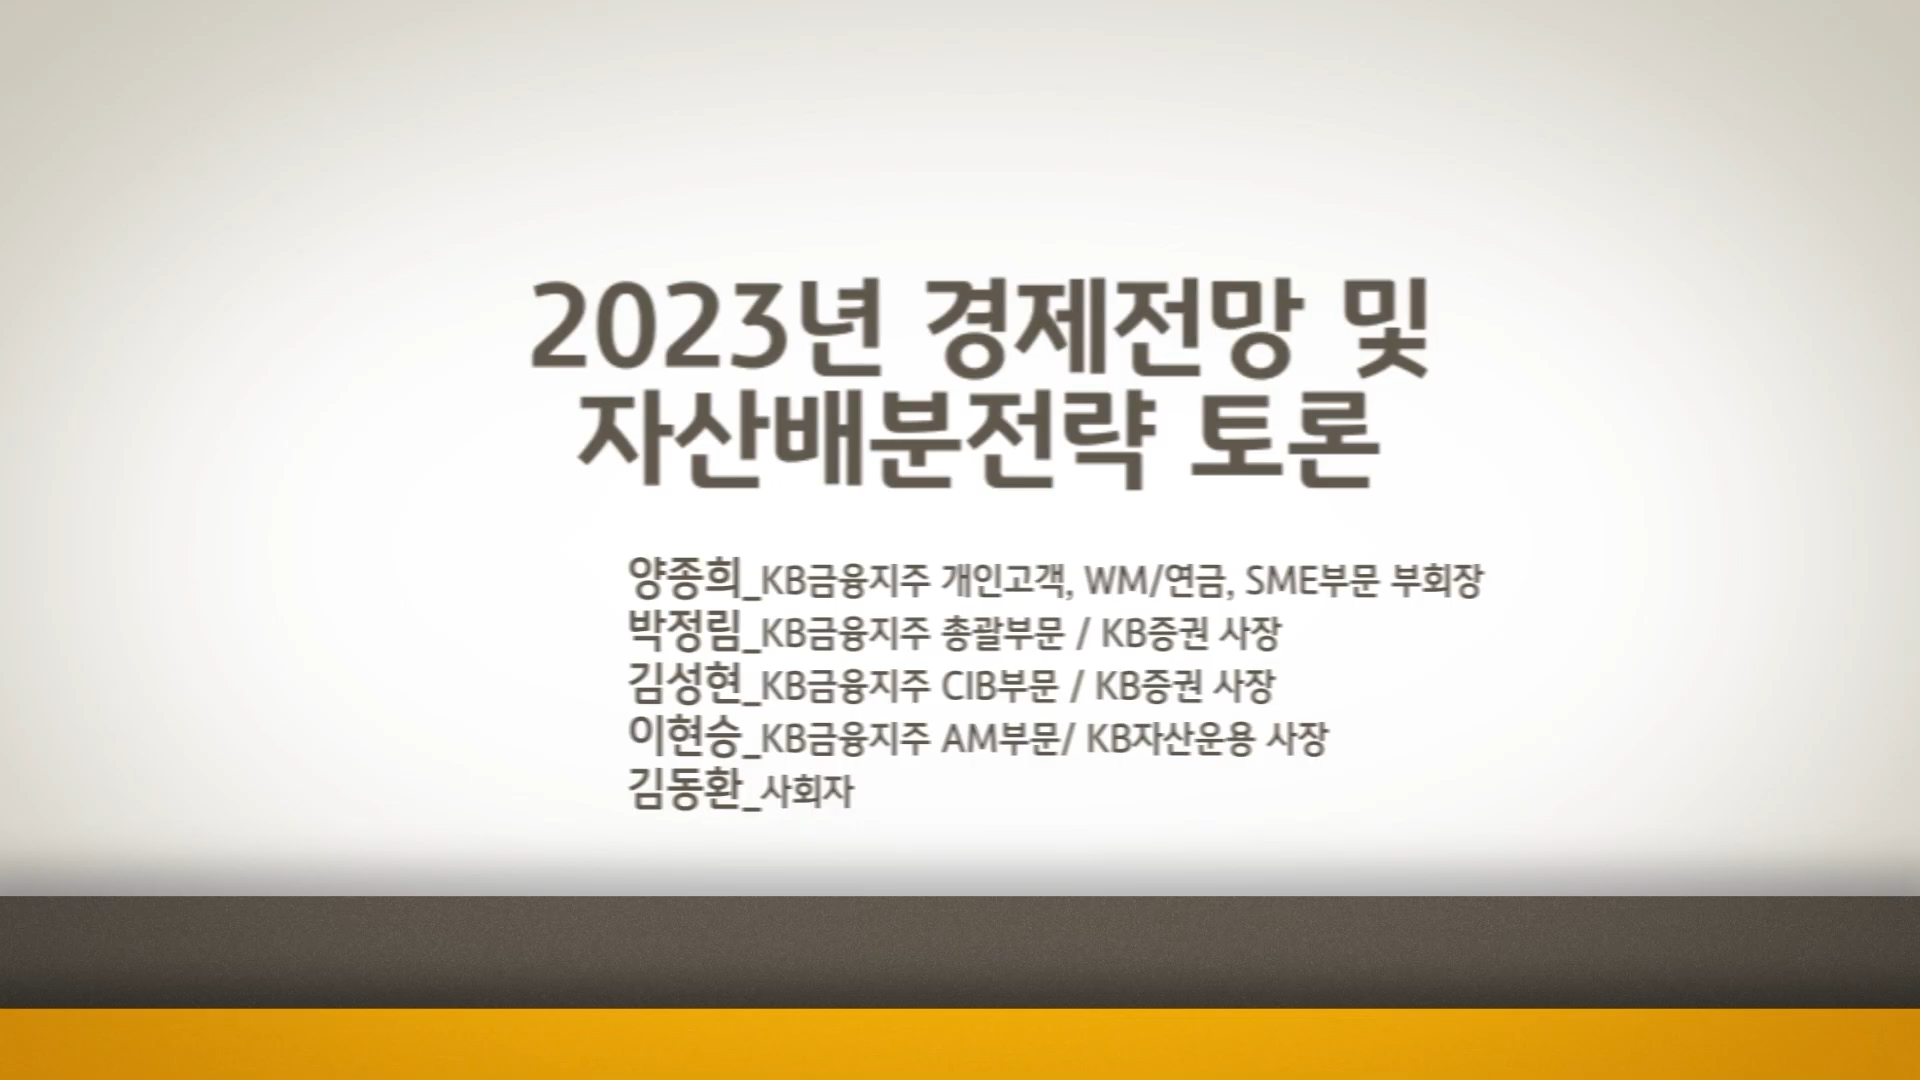 2023년 경제전망 및
자산배분전략 토론
양종희_KB금융지주 개인고객, WM/연금, SME부문 부회장
박정림_KB금융지주 총괄부문 / KB증권 사장
김성현_KB금융지주 CIB부문 / KB증권 사장
이현승_KB금융지주 AM부문/ KB자산운용 사장
김동환_사회자